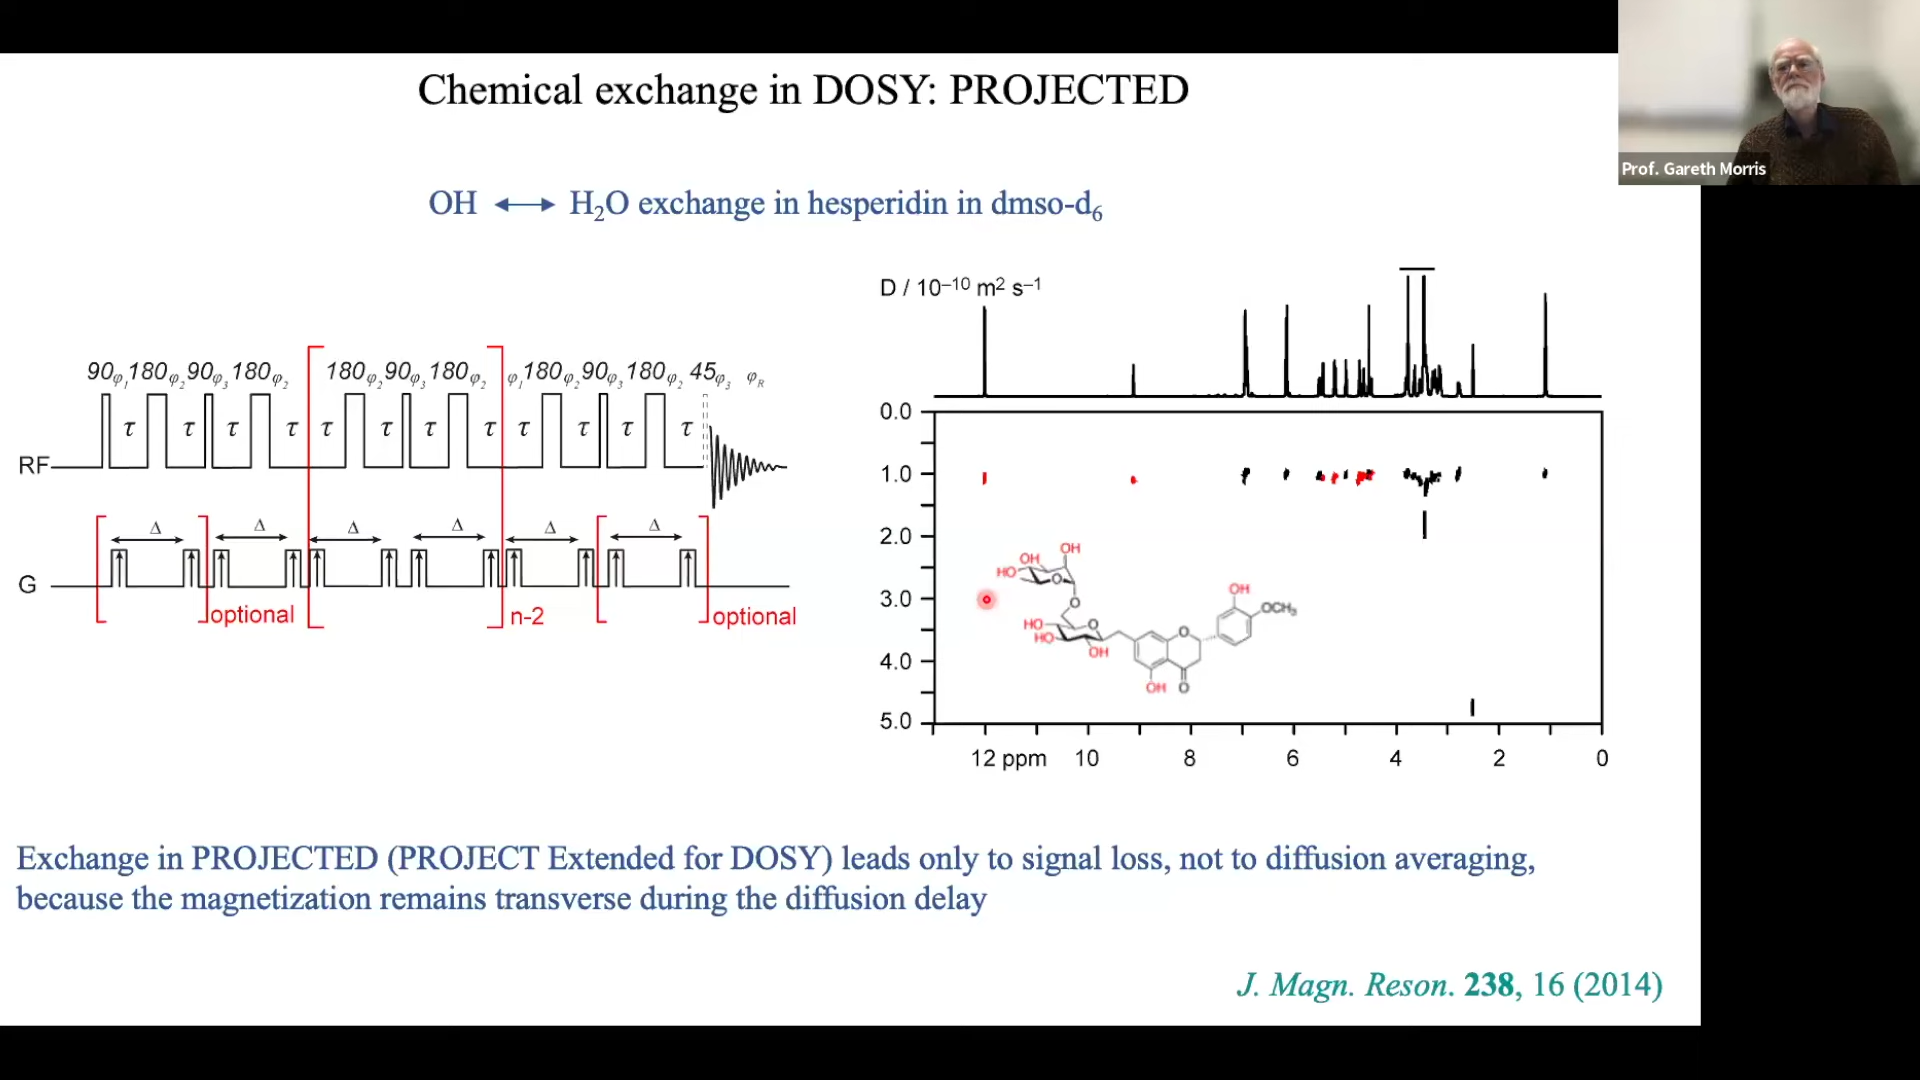 Chemical exchange in DOSY: PROJECTED
Prof. Gareth Morris
OH ⟷ H₂O exchange in hesperidin in dmso-d₆
90φ₁ 180φ₂ 90φ₃ 180φ₂ 180φ₂ 90φ₃ 180φ₂ φ₁ 180φ₂ 90φ₃ 180φ₂ 45φ₃ φR
τ τ τ τ τ τ τ τ τ τ τ τ
RF
Δ Δ Δ Δ Δ Δ
G
optional n-2 optional
D / 10⁻¹⁰ m² s⁻¹
0.0
1.0
2.0
3.0
4.0
5.0
12 ppm 10 8 6 4 2 0
OH
OH
HO
O
O
HO
O
HO
OH
OH
O
O
OH
OCH₃
Exchange in PROJECTED (PROJECT Extended for DOSY) leads only to signal loss, not to diffusion averaging,
because the magnetization remains transverse during the diffusion delay
J. Magn. Reson. 238, 16 (2014)